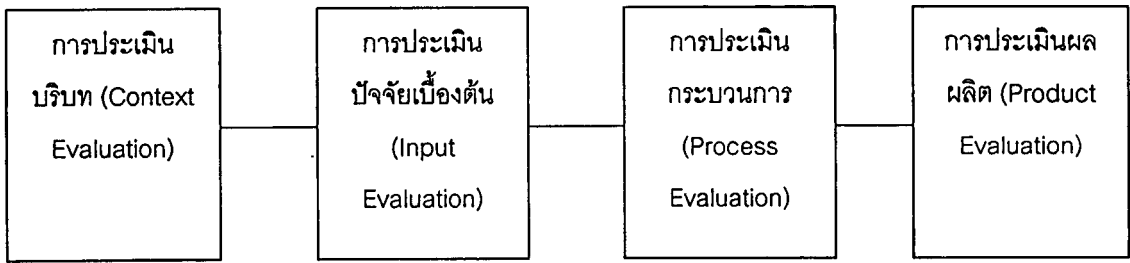 การประเมิน
บริบท (Context
Evaluation)
การประเมิน
ปัจจัยเบื้องต้น
(Input
Evaluation)
การประเมิน
กระบวนการ
(Process
Evaluation)
การประเมินผล
ผลิต (Product
Evaluation)